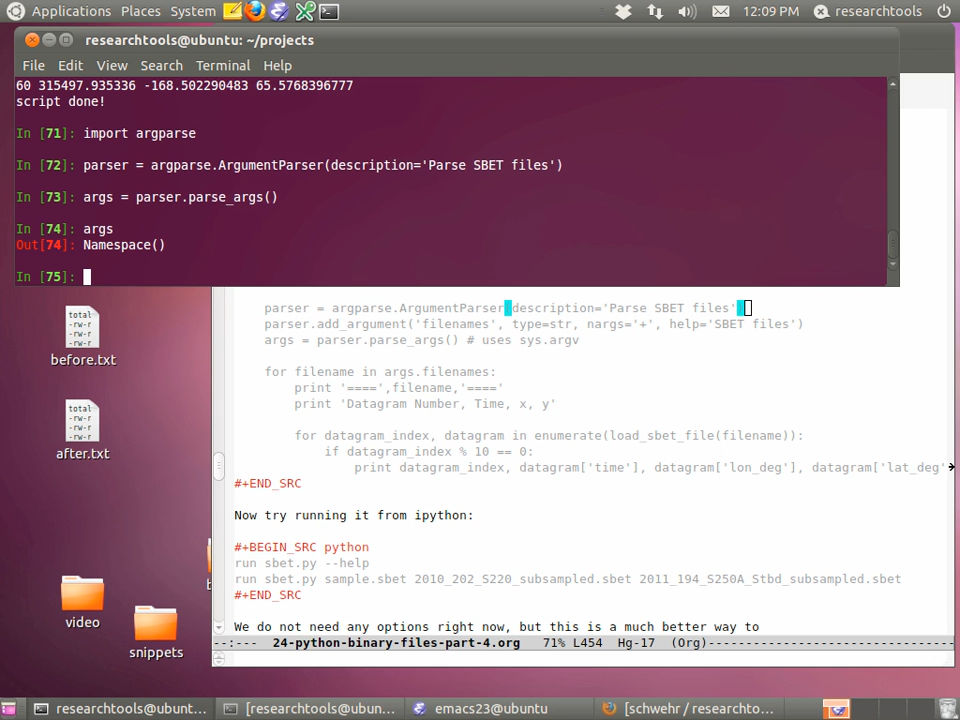 Applications Places System 12:09 PM researchtools
researchtools@ubuntu: ~/projects
File Edit View Search Terminal Help
60 315497.935336 -168.502290483 65.5768396777
script done!
In [71]: import argparse
In [72]: parser = argparse.ArgumentParser(description='Parse SBET files')
In [73]: args = parser.parse_args()
In [74]: args
Out[74]: Namespace()
In [75]:
parser = argparse.ArgumentParser(description='Parse SBET files')
parser.add_argument('filenames', type=str, nargs='+', help='SBET files')
args = parser.parse_args() # uses sys.argv
for filename in args.filenames:
print '====',filename,'===='
print 'Datagram Number, Time, x, y'
for datagram_index, datagram in enumerate(load_sbet_file(filename)):
if datagram_index % 10 == 0:
print datagram_index, datagram['time'], datagram['lon_deg'], datagram['lat_deg'
#+END_SRC
Now try running it from ipython:
#+BEGIN_SRC python
run sbet.py --help
run sbet.py sample.sbet 2010_202_S220_subsampled.sbet 2011_194_S250A_Stbd_subsampled.sbet
#+END_SRC
We do not need any options right now, but this is a much better way to
--:--- 24-python-binary-files-part-4.org 71% L454 Hg-17 (Org)------------------------------------
total
-rw-r
-rw-r
-rw-r
before.txt
total
-rw-r
-rw-r
-rw-r
after.txt
video
snippets
researchtools@ubunt... [researchtools@ubun... emacs23@ubuntu [schwehr / researchto...